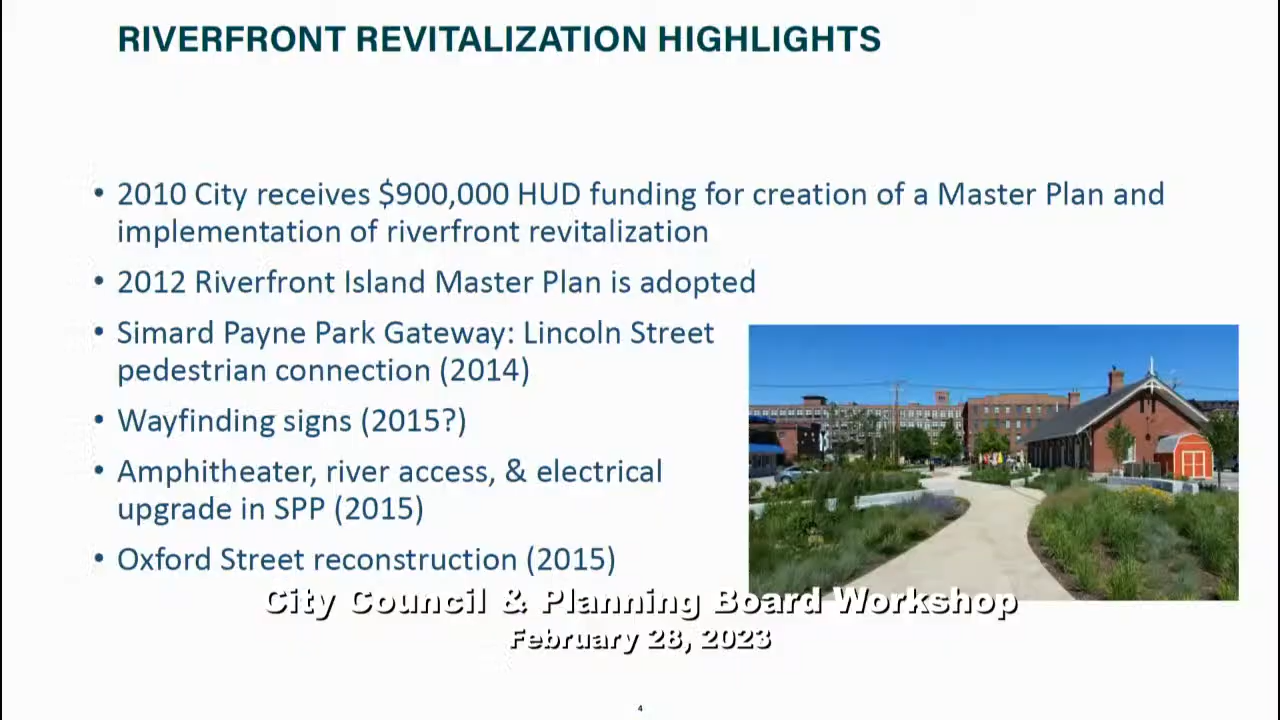 RIVERFRONT REVITALIZATION HIGHLIGHTS
• 2010 City receives $900,000 HUD funding for creation of a Master Plan and
implementation of riverfront revitalization
• 2012 Riverfront Island Master Plan is adopted
• Simard Payne Park Gateway: Lincoln Street
pedestrian connection (2014)
• Wayfinding signs (2015?)
• Amphitheater, river access, & electrical
upgrade in SPP (2015)
• Oxford Street reconstruction (2015)
City Council & Planning Board Workshop
February 28, 2023
4